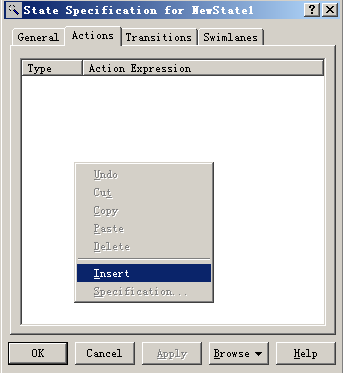 State Specification for NewState1
General Actions Transitions Swimlanes
Type Action Expression
Undo
Cut
Copy
Paste
Delete
Insert
Specification...
OK Cancel Apply Browse Help